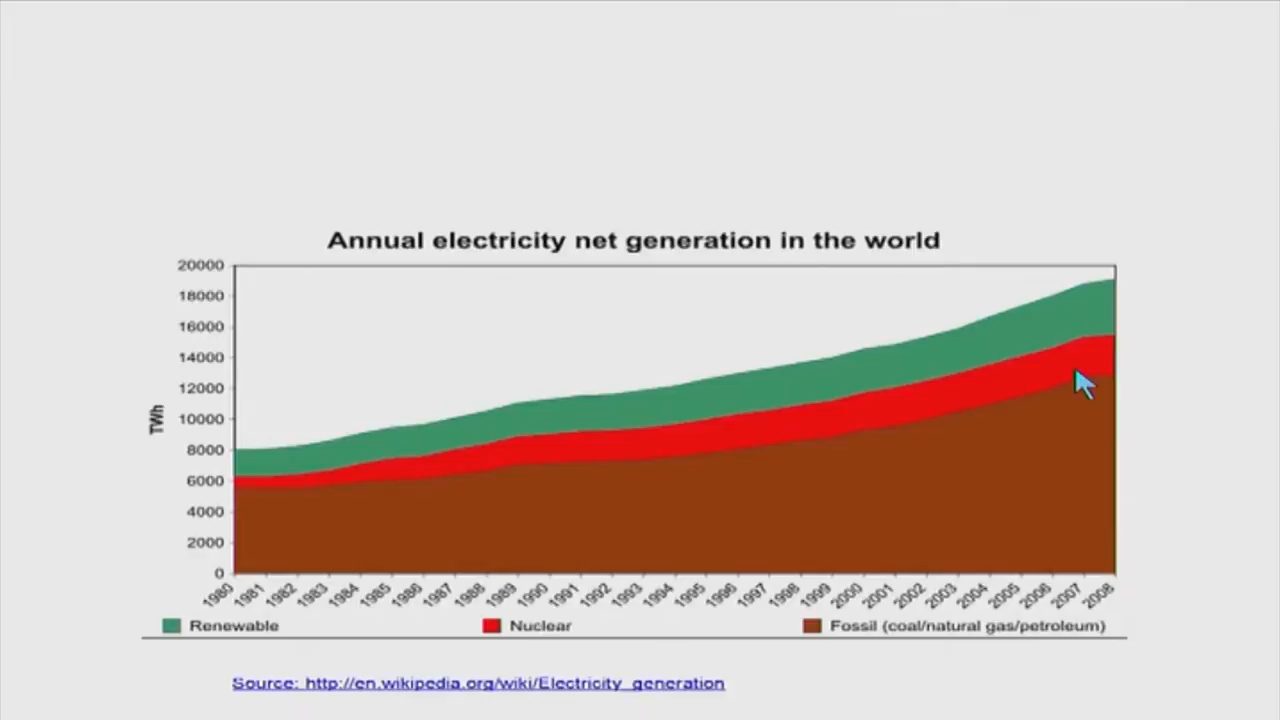 Annual electricity net generation in the world
20000
18000
16000
14000
12000
10000
8000
6000
4000
2000
0
TWh
1980 1981 1982 1983 1984 1985 1986 1987 1988 1989 1990 1991 1992 1993 1994 1995 1996 1997 1998 1999 2000 2001 2002 2003 2004 2005 2006 2007 2008
Renewable Nuclear Fossil (coal/natural gas/petroleum)
Source: http://en.wikipedia.org/wiki/Electricity_generation